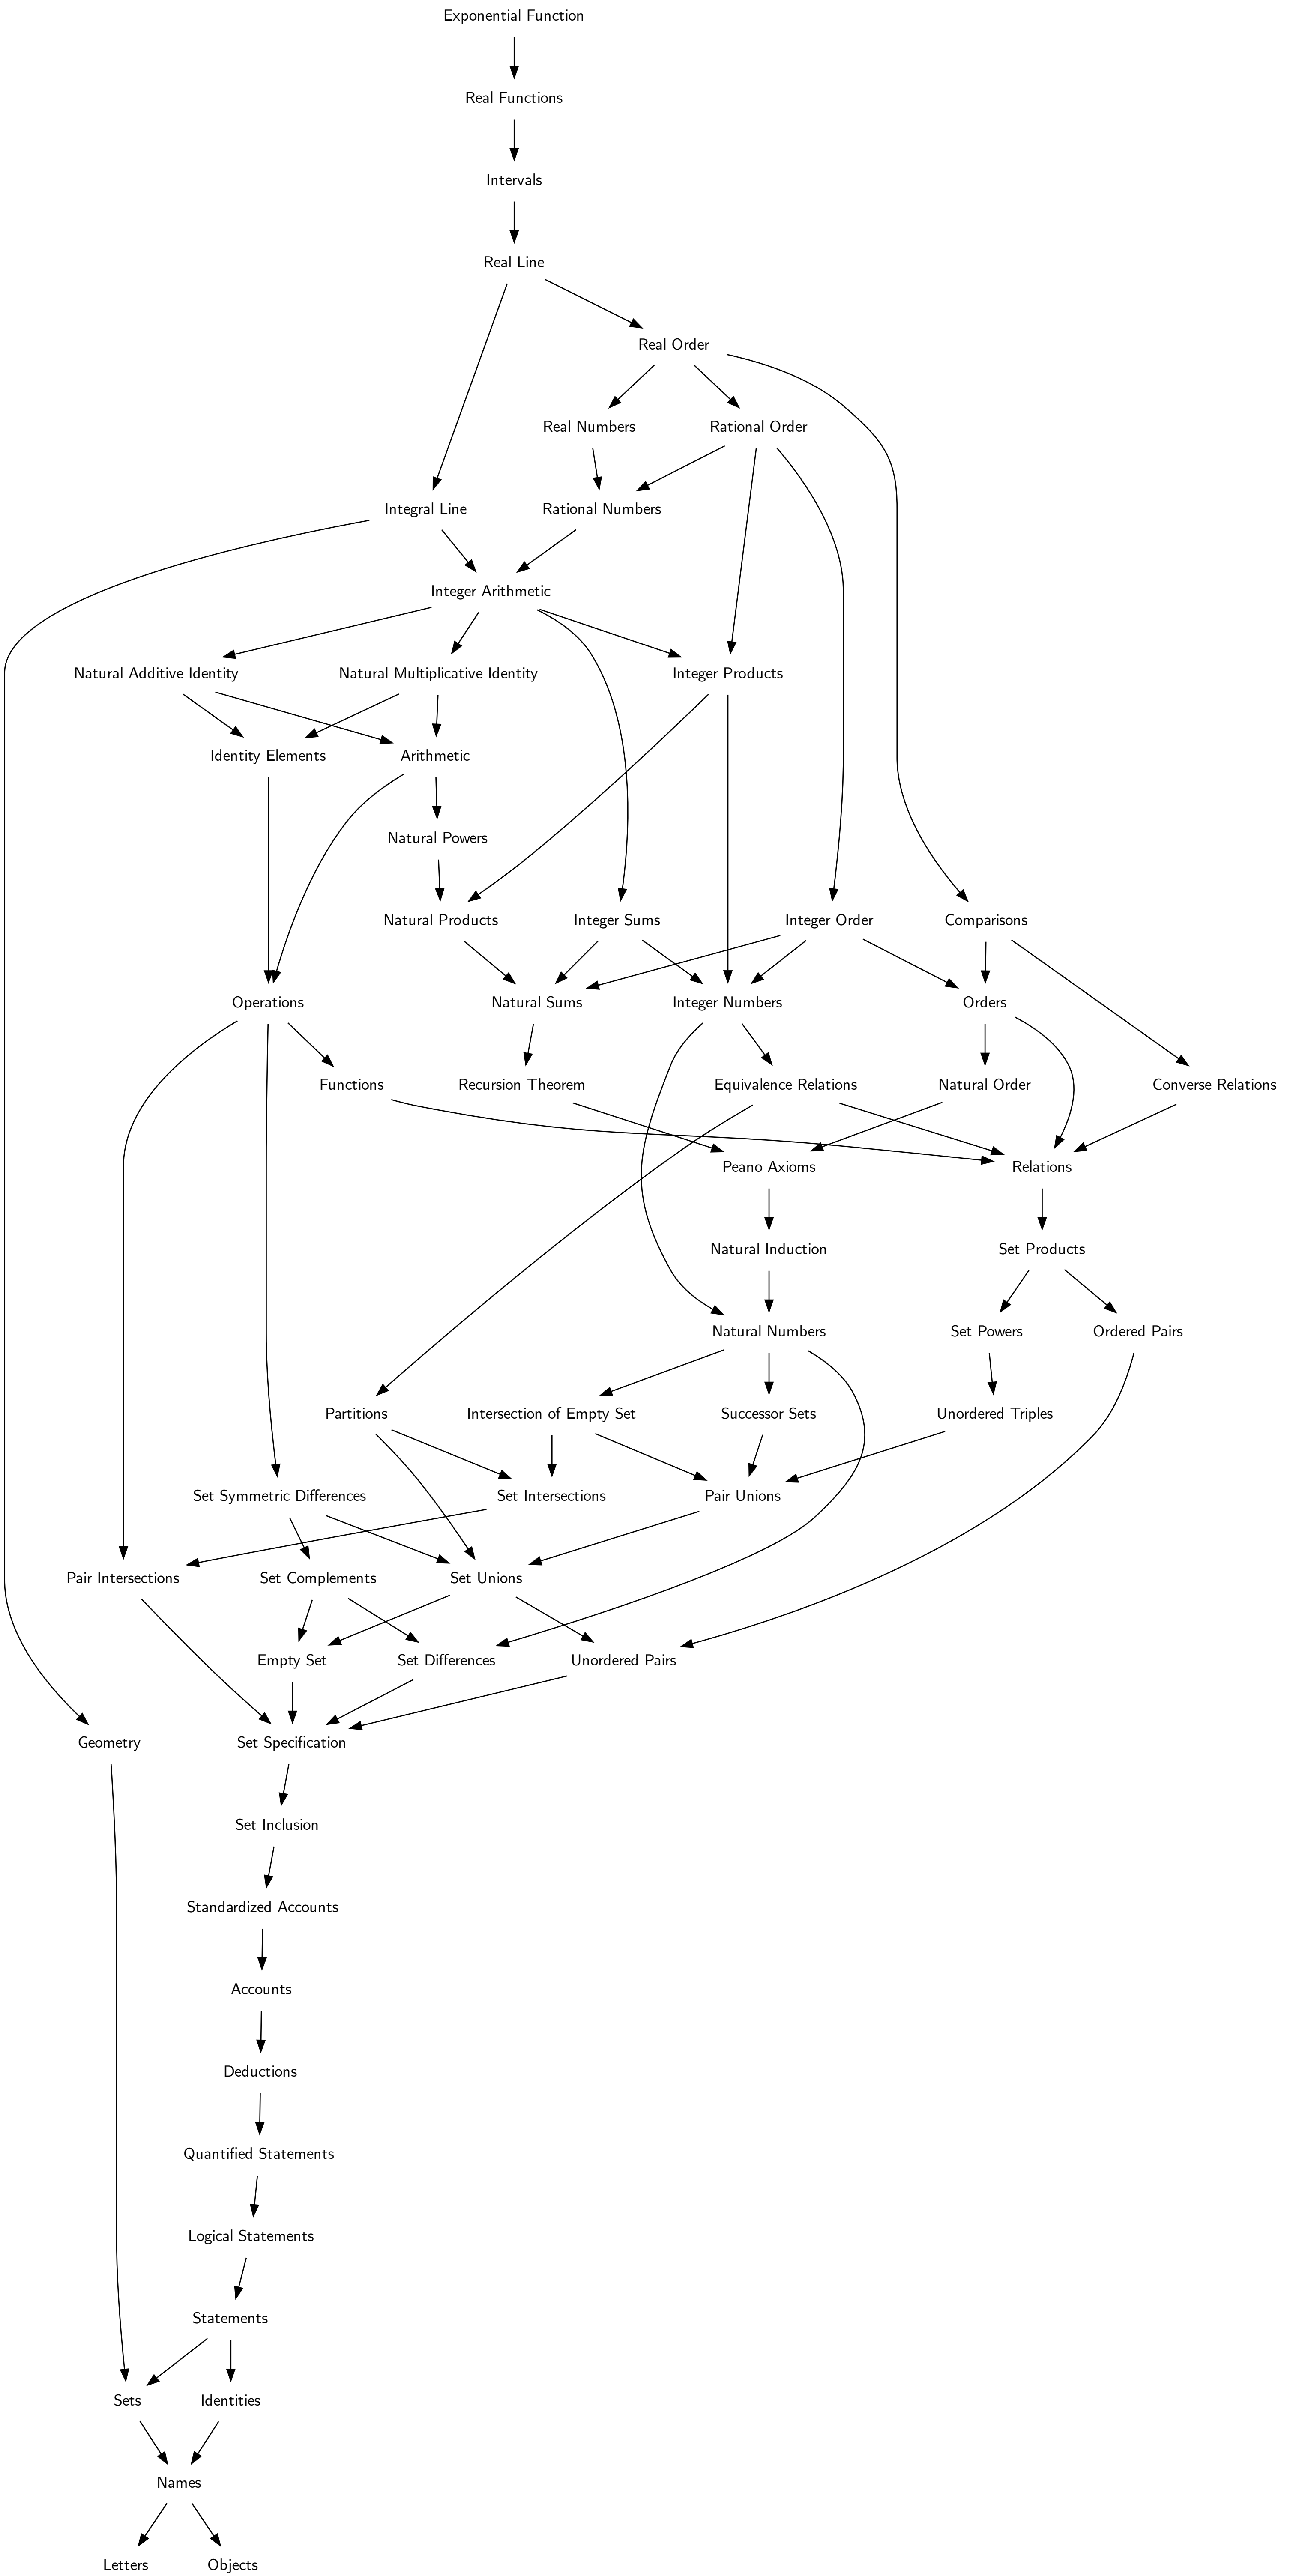 Exponential Function
Real Functions
Intervals
Real Line
Real Order
Real Numbers
Rational Order
Integral Line
Rational Numbers
Integer Arithmetic
Natural Additive Identity
Natural Multiplicative Identity
Integer Products
Identity Elements
Arithmetic
Natural Powers
Natural Products
Integer Sums
Integer Order
Comparisons
Operations
Natural Sums
Integer Numbers
Orders
Functions
Recursion Theorem
Equivalence Relations
Natural Order
Converse Relations
Peano Axioms
Relations
Natural Induction
Set Products
Natural Numbers
Set Powers
Ordered Pairs
Partitions
Intersection of Empty Set
Successor Sets
Unordered Triples
Set Symmetric Differences
Set Intersections
Pair Unions
Pair Intersections
Set Complements
Set Unions
Empty Set
Set Differences
Unordered Pairs
Geometry
Set Specification
Set Inclusion
Standardized Accounts
Accounts
Deductions
Quantified Statements
Logical Statements
Statements
Sets
Identities
Names
Letters
Objects